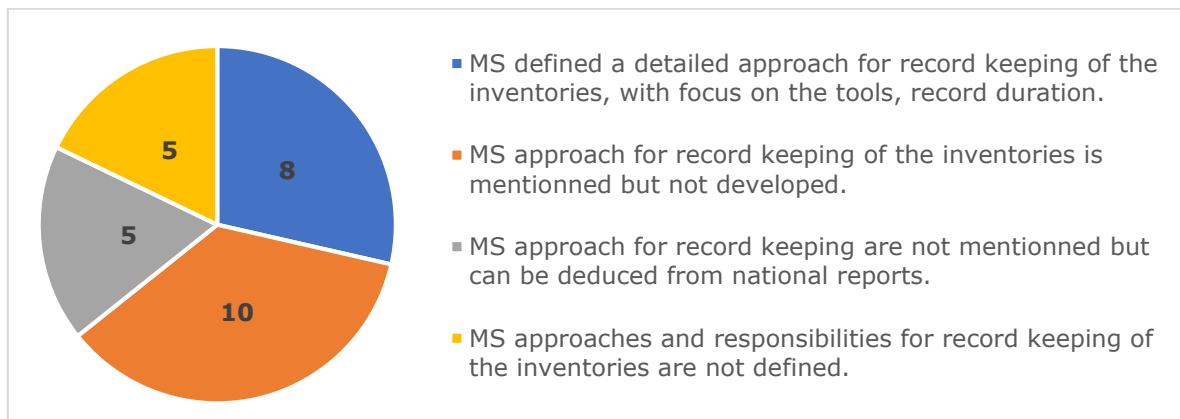 MS defined a detailed approach for record keeping of the
inventories, with focus on the tools, record duration.
MS approach for record keeping of the inventories is
mentionned but not developed.
MS approach for record keeping are not mentionned but
can be deduced from national reports.
MS approaches and responsibilities for record keeping of
the inventories are not defined.
5
8
5
10